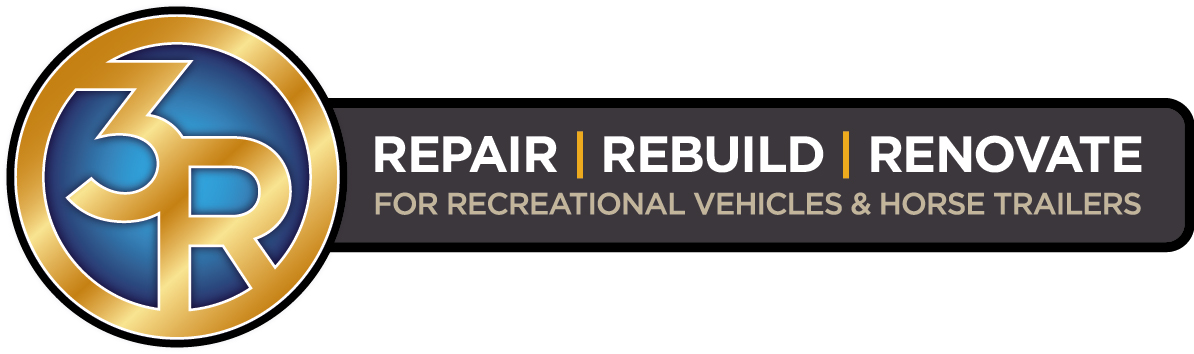 3R
REPAIR | REBUILD | RENOVATE
FOR RECREATIONAL VEHICLES & HORSE TRAILERS